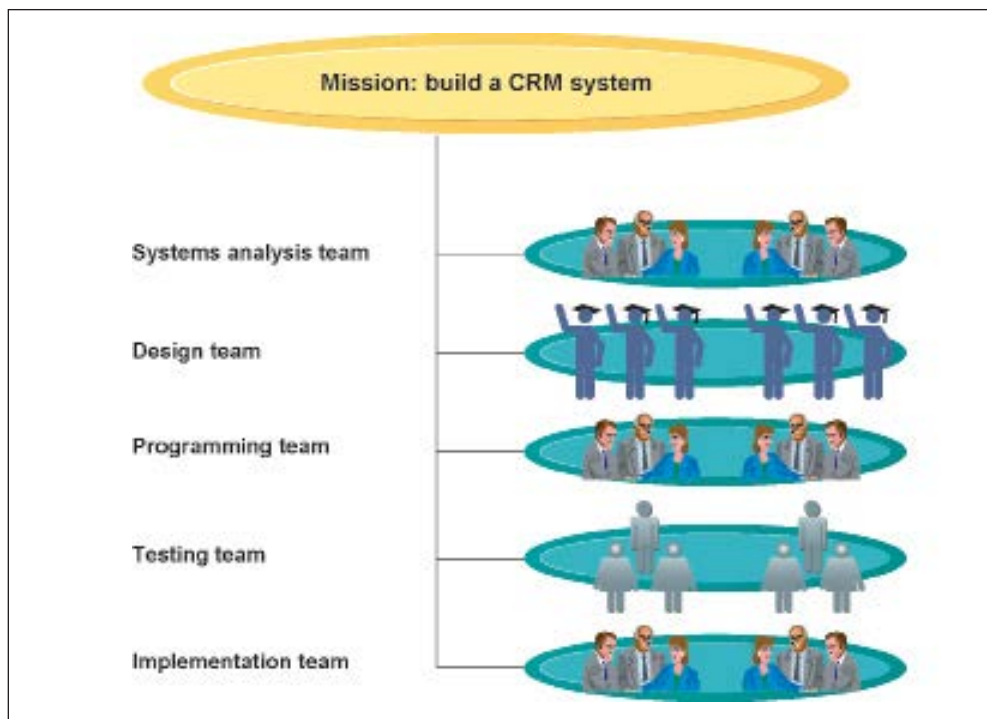 Mission: build a CRM system
Systems analysis team
Design team
Programming team
Testing team
Implementation team